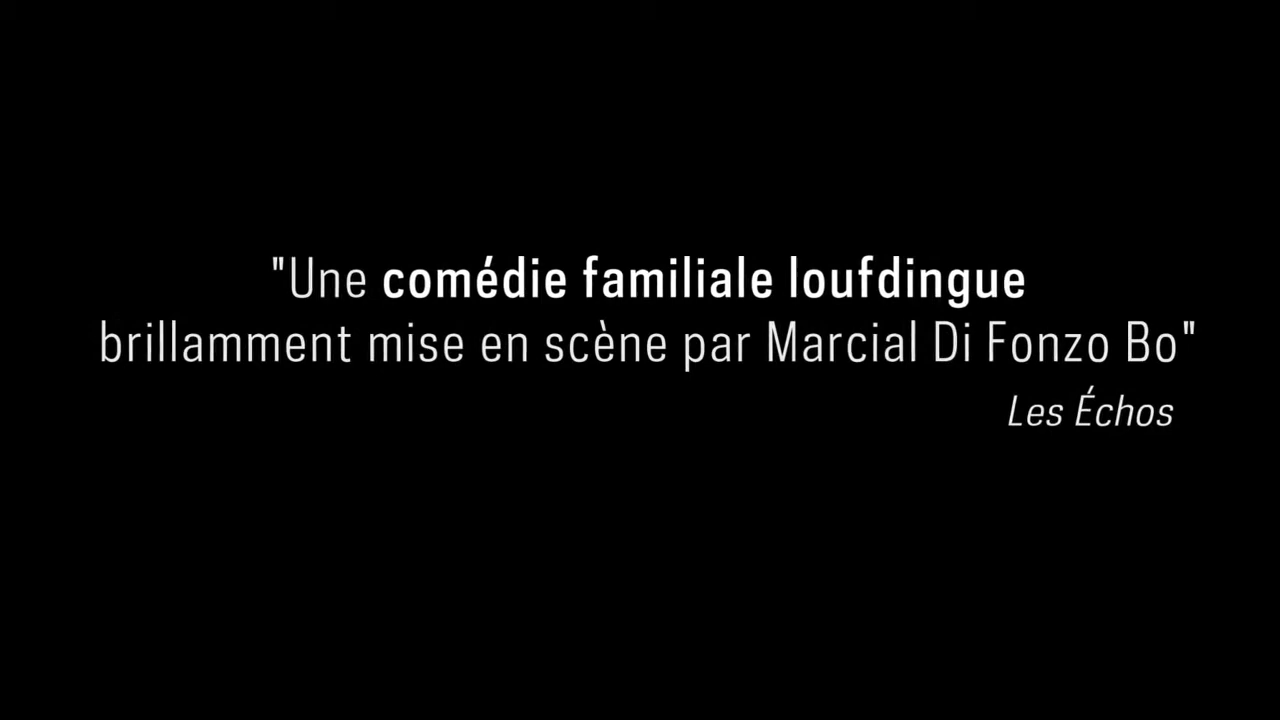 "Une comédie familiale loufdingue
brillamment mise en scène par Marcial Di Fonzo Bo"
Les Échos